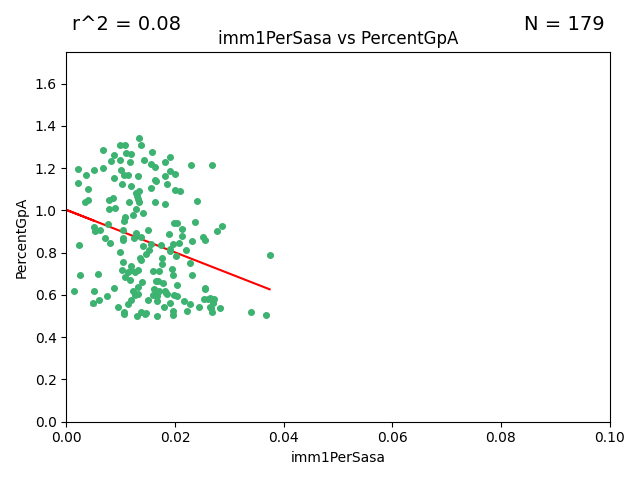 r^2 = 0.08
N = 179
imm1PerSasa vs PercentGpA
PercentGpA
1.6
1.4
1.2
1.0
0.8
0.6
0.4
0.2
0.0
0.00 0.02 0.04 0.06 0.08 0.10
imm1PerSasa